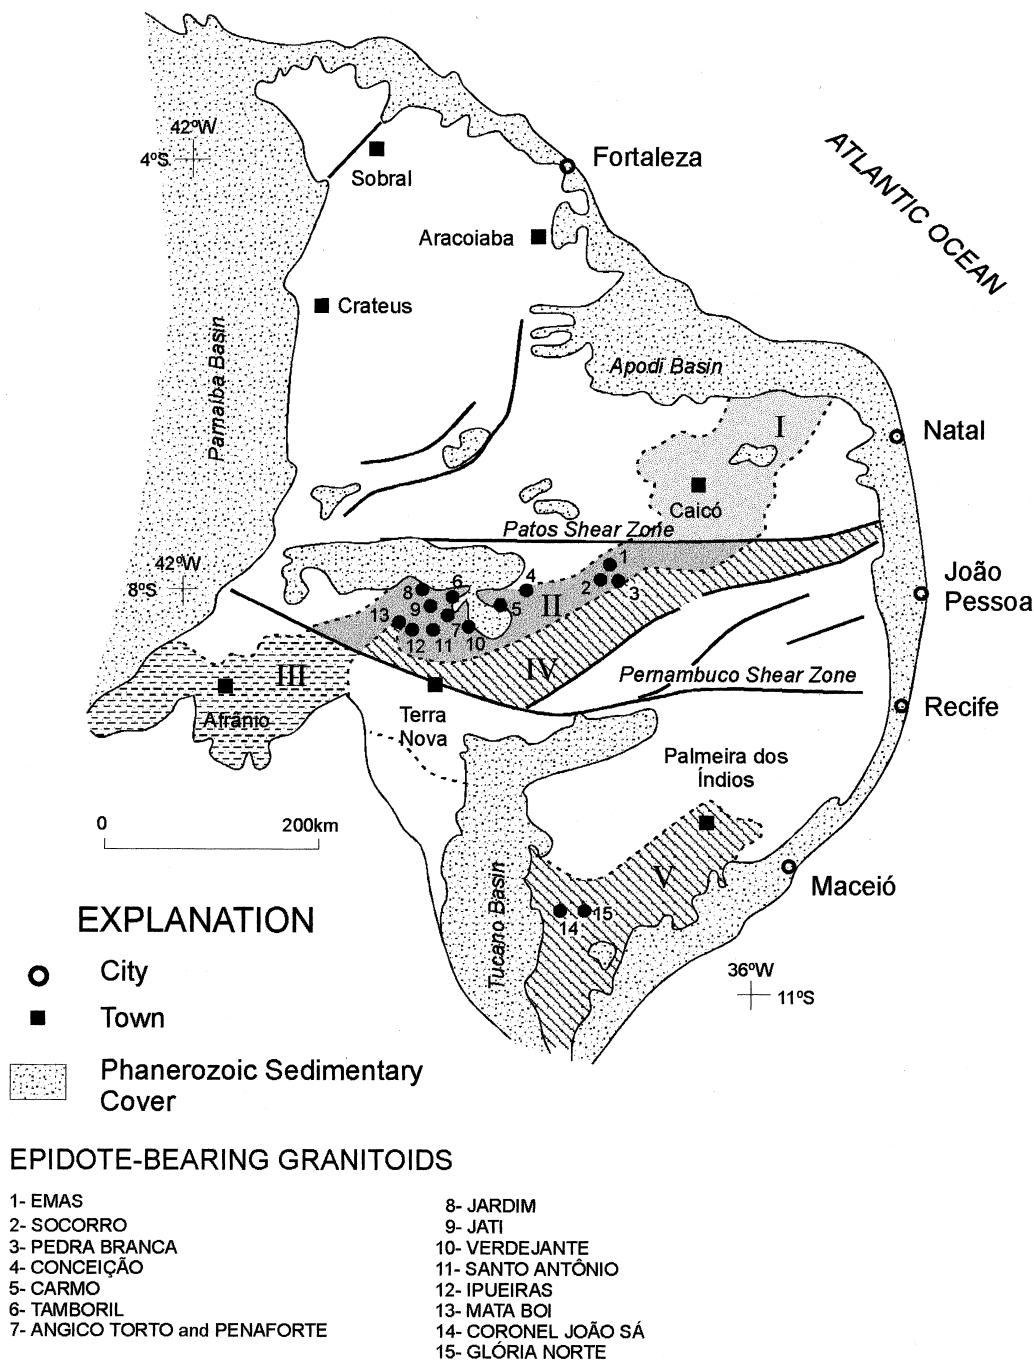 42ºW
4ºS
Sobral
Fortaleza
ATLANTIC OCEAN
Aracoiaba
Crateus
Parnaiba Basin
Apodi Basin
I
Natal
Caicó
Patos Shear Zone
42ºW
8ºS
1
2
3
4
5
6
7
8
9
10
11
12
13
II
João
Pessoa
III
IV
Afrânio
Pernambuco Shear Zone
Recife
Terra
Nova
Palmeira dos
Índios
0
200km
V
Maceió
Tucano Basin
14
15
36ºW
11ºS
EXPLANATION
City
Town
Phanerozoic Sedimentary
Cover
EPIDOTE-BEARING GRANITOIDS
1- EMAS
2- SOCORRO
3- PEDRA BRANCA
4- CONCEIÇÃO
5- CARMO
6- TAMBORIL
7- ANGICO TORTO and PENAFORTE
8- JARDIM
9- JATI
10- VERDEJANTE
11- SANTO ANTÔNIO
12- IPUEIRAS
13- MATA BOI
14- CORONEL JOÃO SÁ
15- GLÓRIA NORTE